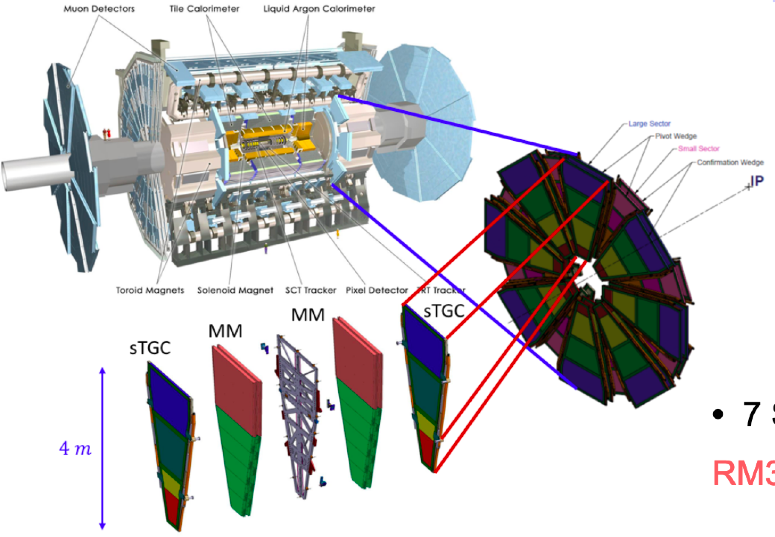 Muon Detectors
Tile Calorimeter
Liquid Argon Calorimeter
Large Sector
Pivot Wedge
Small Sector
Confirmation Wedge
IP
Toroid Magnets
Solenoid Magnet
SCT Tracker
Pixel Detector
TRT Tracker
sTGC
MM
MM
sTGC
4 m
• 7 S
RM3